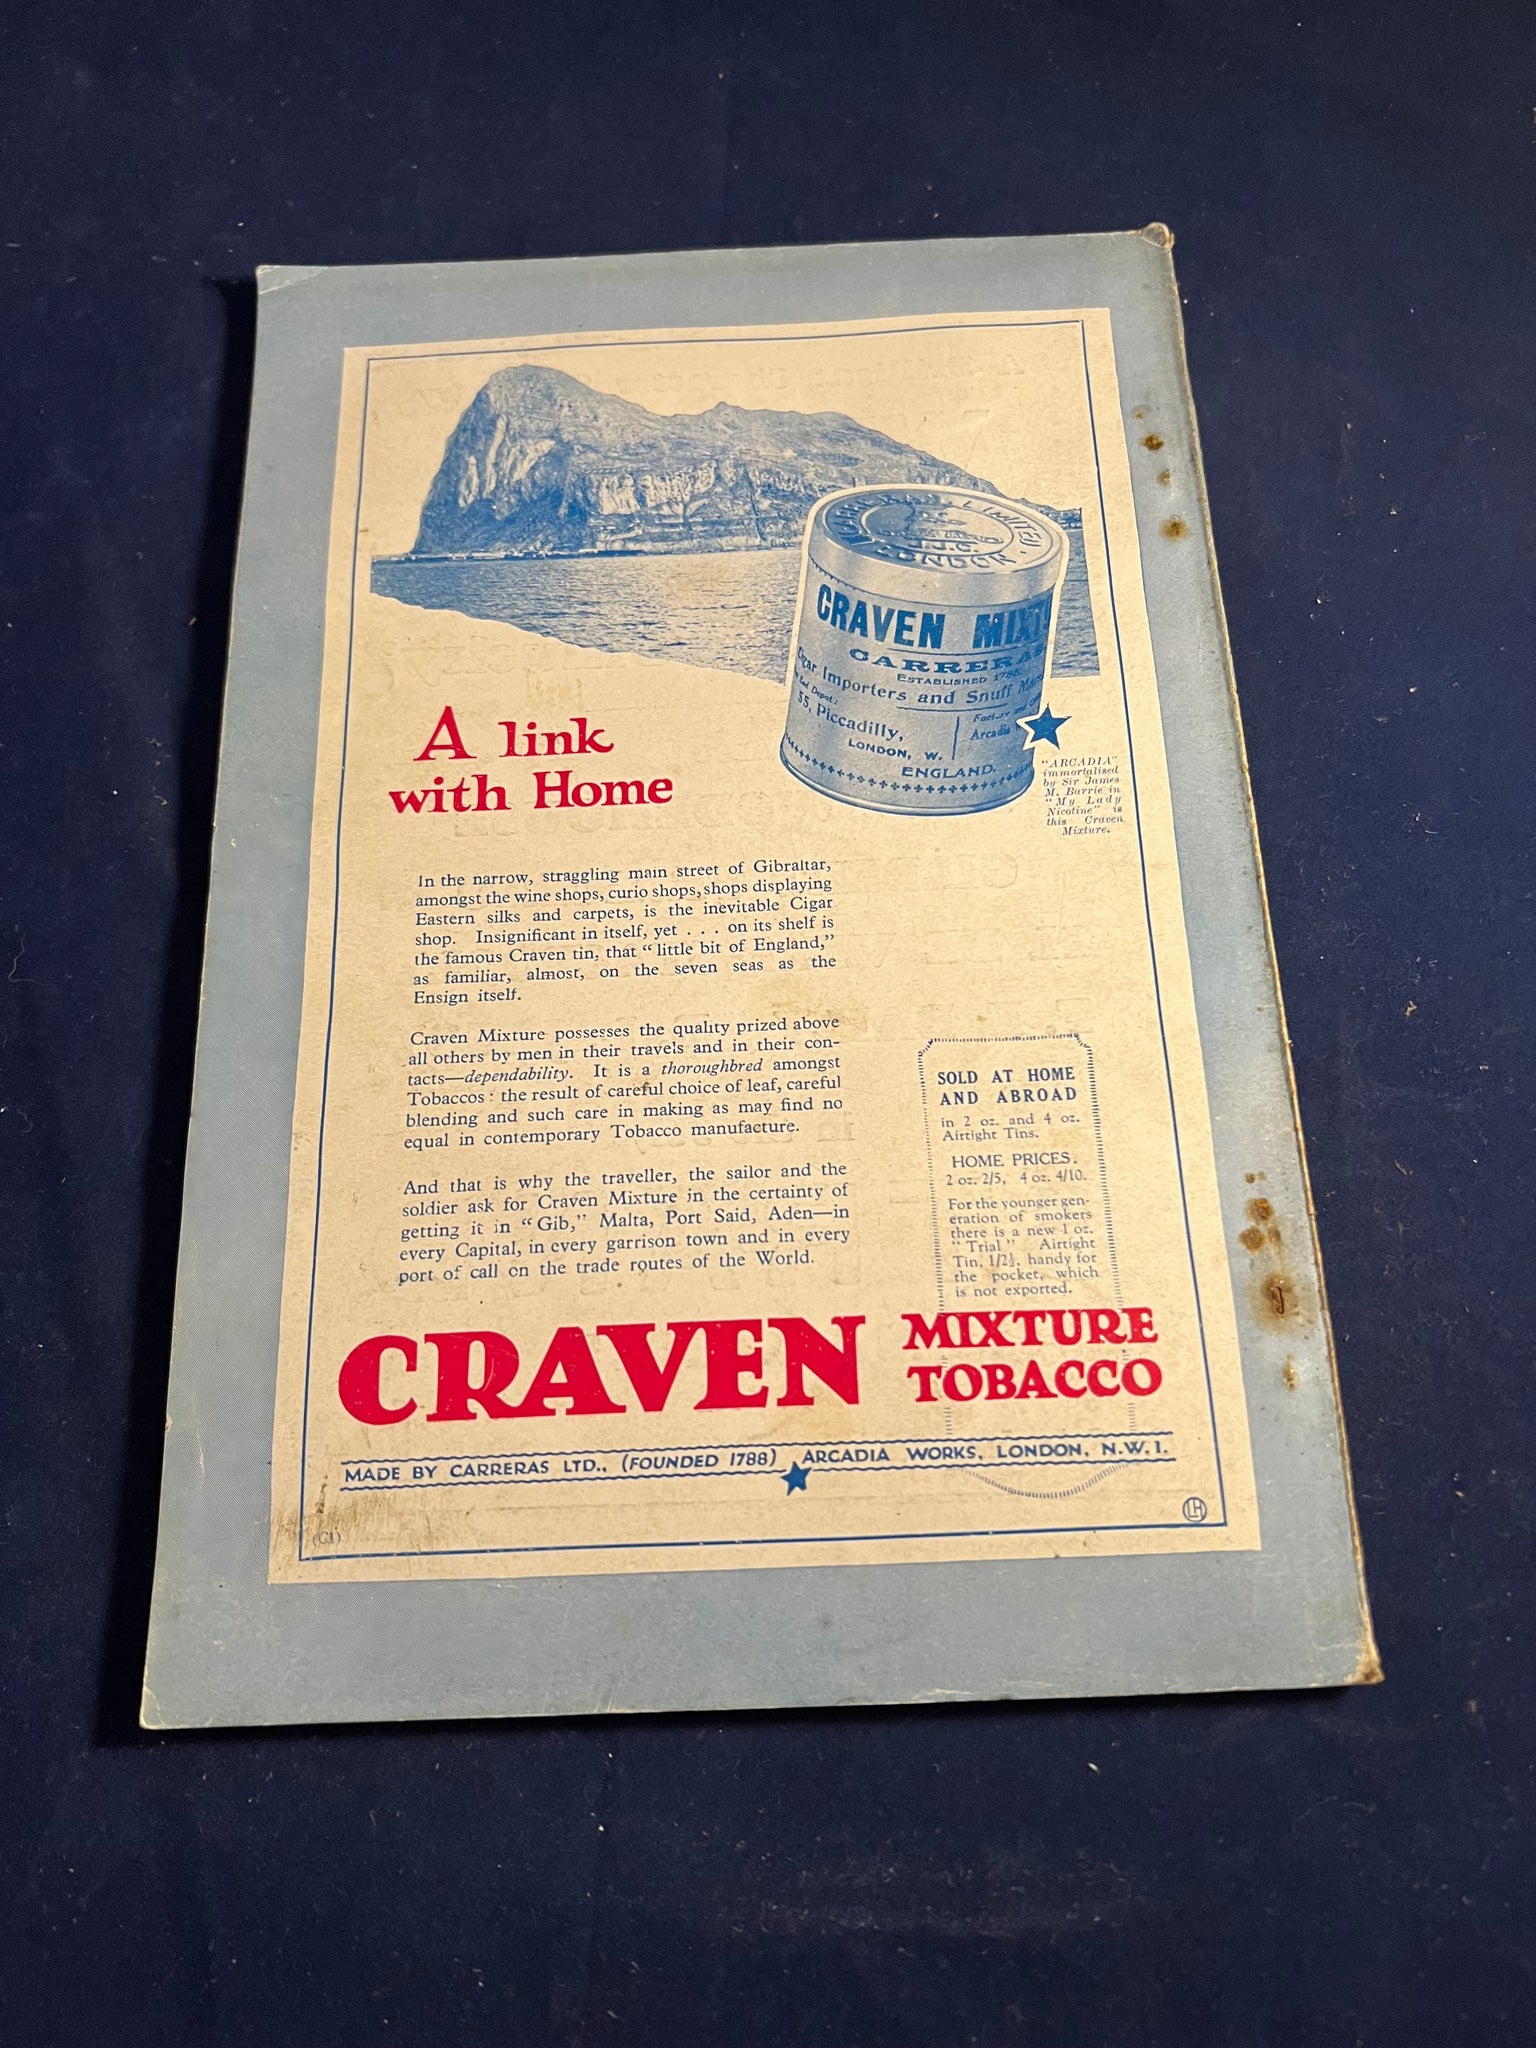 CARRERAS LIMITED.
J.J.C.
LONDON
CRAVEN
CARRERAS
ESTABLISHED 1788.
Cigar Importers and Snuff
55, Piccadilly,
LONDON, W.
Arcadia
ENGLAND.
"ARCADIA"
immortalised
by Sir James
M. Barrie in
"My Lady
Nicotine" is
this Craven
Mixture.
A link
with Home
In the narrow, straggling main street of Gibraltar,
amongst the wine shops, curio shops, shops displaying
Eastern silks and carpets, is the inevitable Cigar
shop. Insignificant in itself, yet . . . on its shelf is
the famous Craven tin, that "little bit of England,"
as familiar, almost, on the seven seas as the
Ensign itself.
Craven Mixture possesses the quality prized above
all others by men in their travels and in their con-
tacts—dependability. It is a thoroughbred amongst
Tobaccos : the result of careful choice of leaf, careful
blending and such care in making as may find no
equal in contemporary Tobacco manufacture.
And that is why the traveller, the sailor and the
soldier ask for Craven Mixture in the certainty of
getting it in "Gib," Malta, Port Said, Aden—in
every Capital, in every garrison town and in every
port of call on the trade routes of the World.
SOLD AT HOME
AND ABROAD
in 2 oz. and 4 oz.
Airtight Tins.
HOME PRICES.
2 oz. 2/5, 4 oz. 4/10.
For the younger gen-
eration of smokers
there is a new 1 oz.
"Trial" Airtight
Tin, 1/2½, handy for
the pocket, which
is not exported.
CRAVEN MIXTURE
TOBACCO
MADE BY CARRERAS LTD., (FOUNDED 1788) ARCADIA WORKS, LONDON, N.W.1.
(C1)
LH